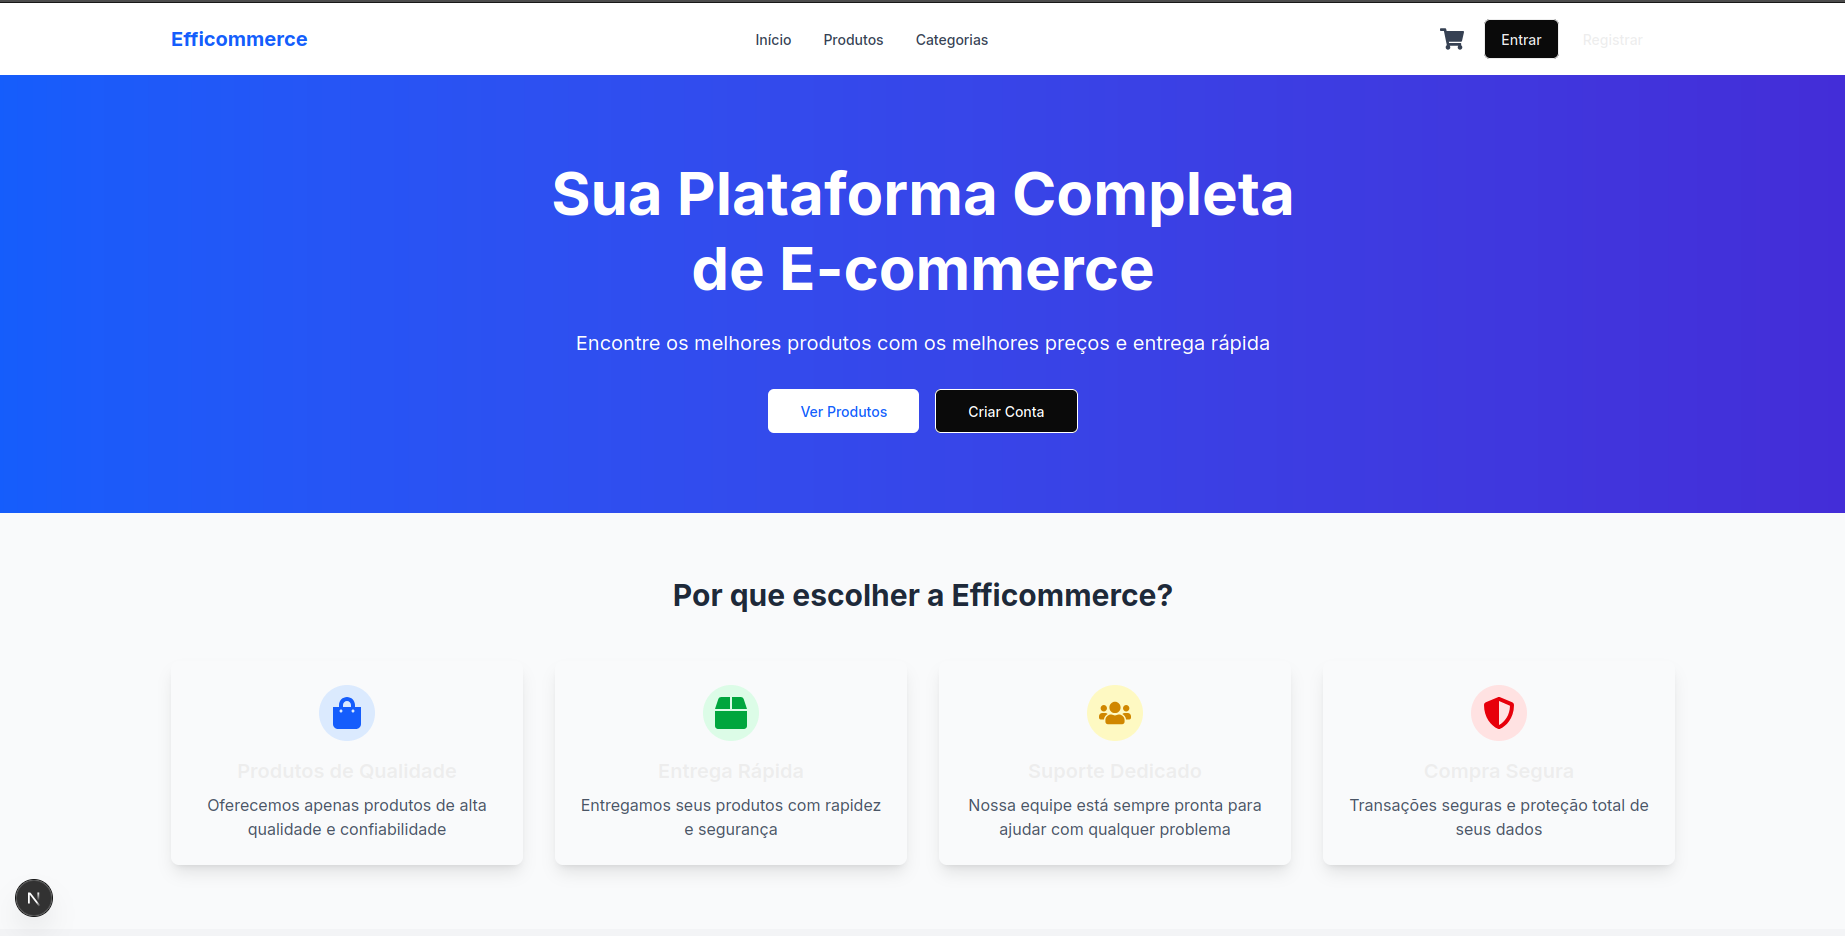 Efficommerce
Início
Produtos
Categorias
Entrar
Registrar
Sua Plataforma Completa
de E-commerce
Encontre os melhores produtos com os melhores preços e entrega rápida
Ver Produtos
Criar Conta
Por que escolher a Efficommerce?
Produtos de Qualidade
Oferecemos apenas produtos de alta
qualidade e confiabilidade
Entrega Rápida
Entregamos seus produtos com rapidez
e segurança
Suporte Dedicado
Nossa equipe está sempre pronta para
ajudar com qualquer problema
Compra Segura
Transações seguras e proteção total de
seus dados
N